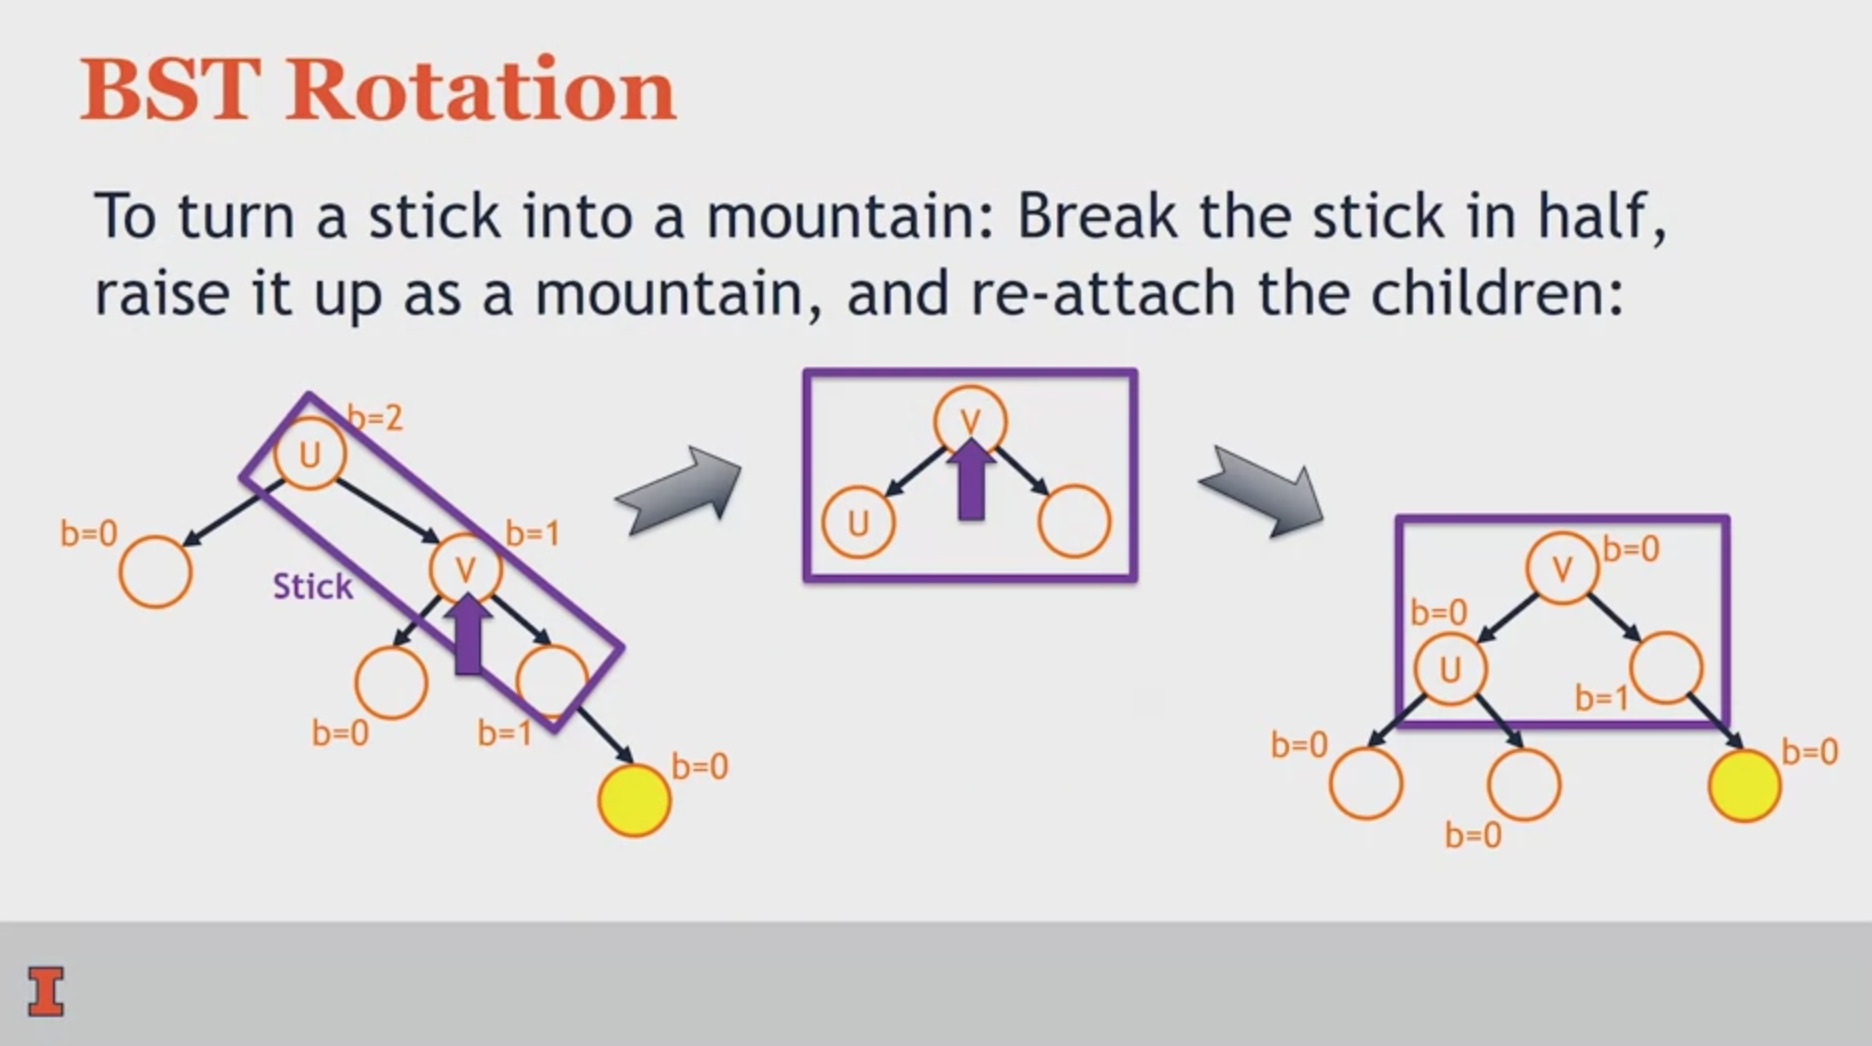 BST Rotation
To turn a stick into a mountain: Break the stick in half,
raise it up as a mountain, and re-attach the children:
b=2
U
b=0
V
b=1
Stick
b=0
b=1
b=0
V
U
V
b=0
b=0
U
b=1
b=0
b=0
b=0
I